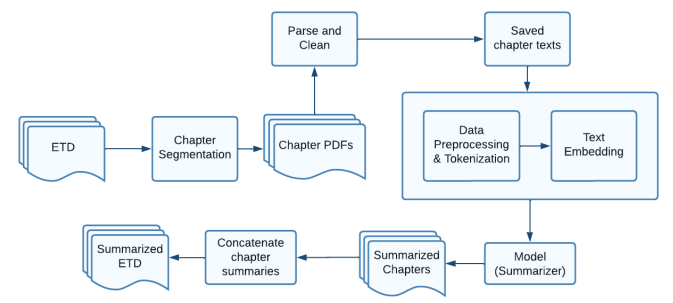 Parse and
Clean
Saved
chapter texts
ETD
Chapter
Segmentation
Chapter PDFs
Data
Preprocessing
& Tokenization
Text
Embedding
Summarized
ETD
Concatenate
chapter
summaries
Summarized
Chapters
Model
(Summarizer)